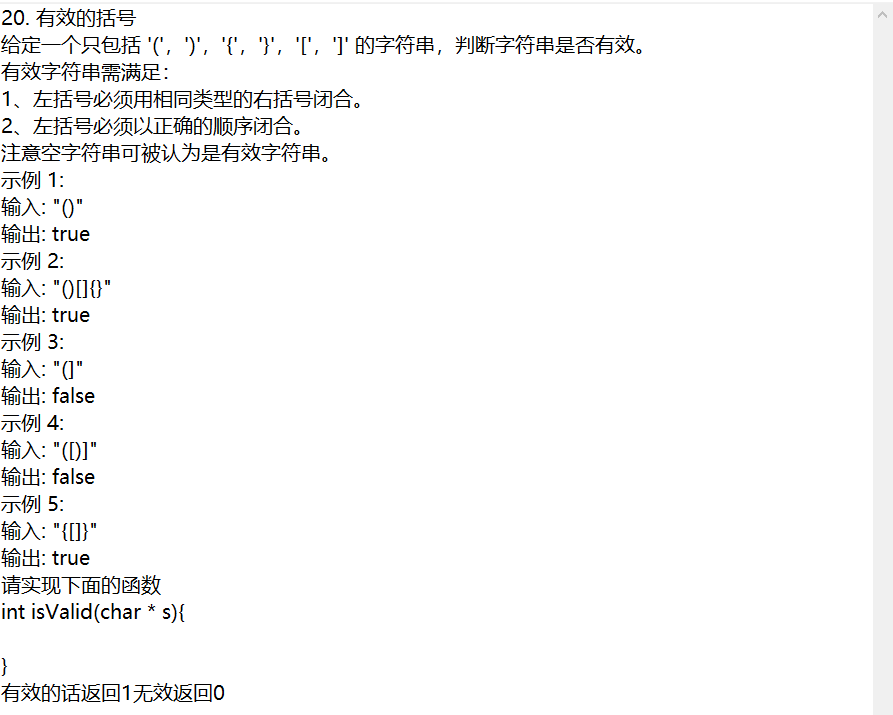 20. 有效的括号
给定一个只包括 '('，')'，'{'，'}'，'['，']' 的字符串，判断字符串是否有效。
有效字符串需满足：
1、左括号必须用相同类型的右括号闭合。
2、左括号必须以正确的顺序闭合。
注意空字符串可被认为是有效字符串。
示例 1:
输入: "()"
输出: true
示例 2:
输入: "()[]{}"
输出: true
示例 3:
输入: "(]"
输出: false
示例 4:
输入: "([)]"
输出: false
示例 5:
输入: "{[]}"
输出: true
请实现下面的函数
int isValid(char * s){
}
有效的话返回1无效返回0